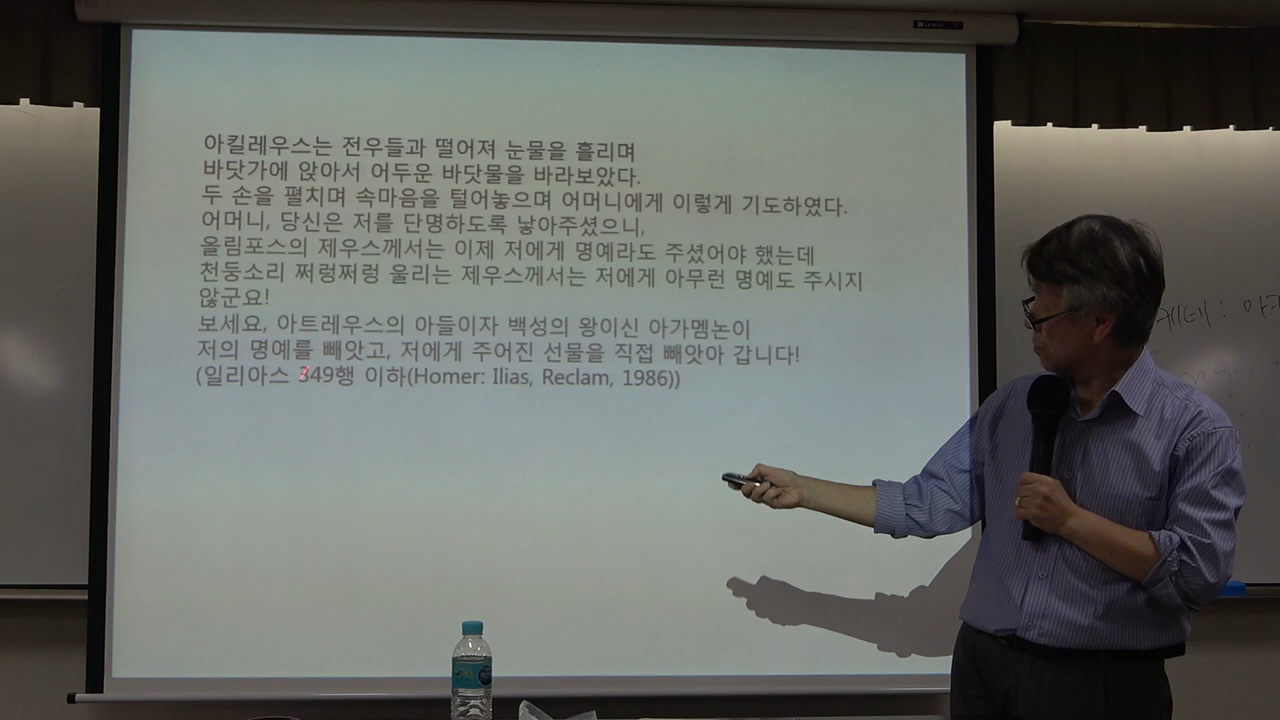 아킬레우스는 전우들과 떨어져 눈물을 흘리며
바닷가에 앉아서 어두운 바닷물을 바라보았다.
두 손을 펼치며 속마음을 털어놓으며 어머니에게 이렇게 기도하였다.
어머니, 당신은 저를 단명하도록 낳아주셨으니,
올림포스의 제우스께서는 이제 저에게 명예라도 주셨어야 했는데
천둥소리 쩌렁쩌렁 울리는 제우스께서는 저에게 아무런 명예도 주시지
않군요!
보세요, 아트레우스의 아들이자 백성의 왕이신 아가멤논이
저의 명예를 빼앗고, 저에게 주어진 선물을 직접 빼앗아 갑니다!
(일리아스 349행 이하(Homer: Ilias, Reclam, 1986))